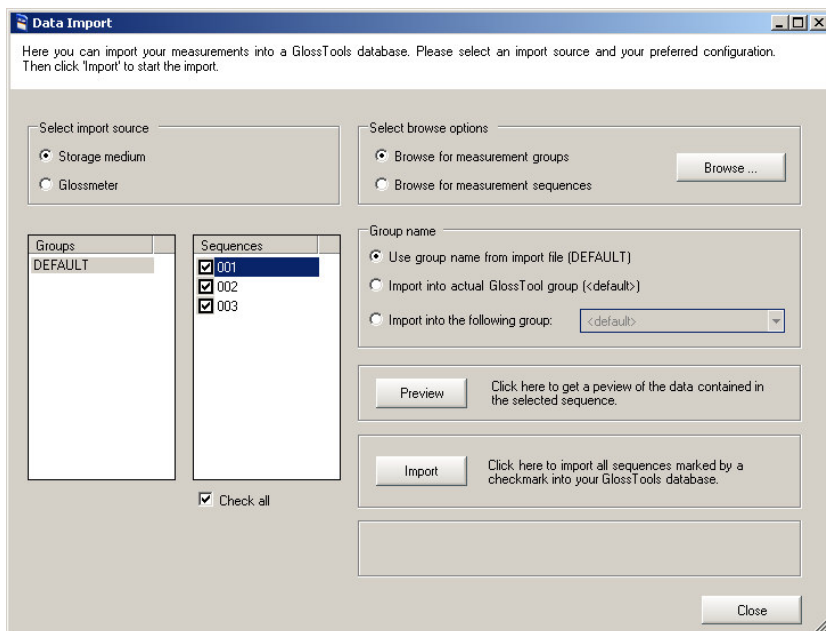 Data Import
Here you can import your measurements into a GlossTools database. Please select an import source and your preferred configuration.
Then click 'Import' to start the import.
Select import source
Storage medium
Glossmeter
Select browse options
Browse for measurement groups
Browse for measurement sequences
Browse ...
Groups
DEFAULT
Sequences
001
002
003
Check all
Group name
Use group name from import file (DEFAULT)
Import into actual GlossTool group (<default>)
Import into the following group:
<default>
Preview
Click here to get a peview of the data contained in
the selected sequence.
Import
Click here to import all sequences marked by a
checkmark into your GlossTools database.
Close